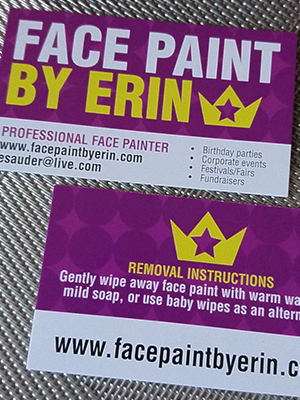 FACE PAINT
BY ERIN
PROFESSIONAL FACE PAINTER
www.facepaintbyerin.com
esauder@live.com
• Birthday parties
• Corporate events
• Festivals/Fairs
• Fundraisers
REMOVAL INSTRUCTIONS
Gently wipe away face paint with warm wa
mild soap, or use baby wipes as an altern
www.facepaintbyerin.c